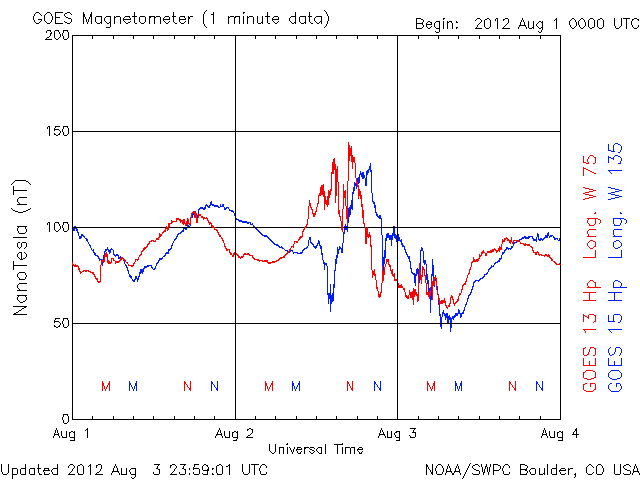 GOES Magnetometer (1 minute data)
Begin: 2012 Aug 1 0000 UTC
200
150
100
50
0
NanoTesla (nT)
M M N N M M N N M M N N
Aug 1 Aug 2 Aug 3 Aug 4
Universal Time
GOES 13 Hp Long. W 75
GOES 15 Hp Long. W 135
Updated 2012 Aug 3 23:59:01 UTC
NOAA/SWPC Boulder, CO USA